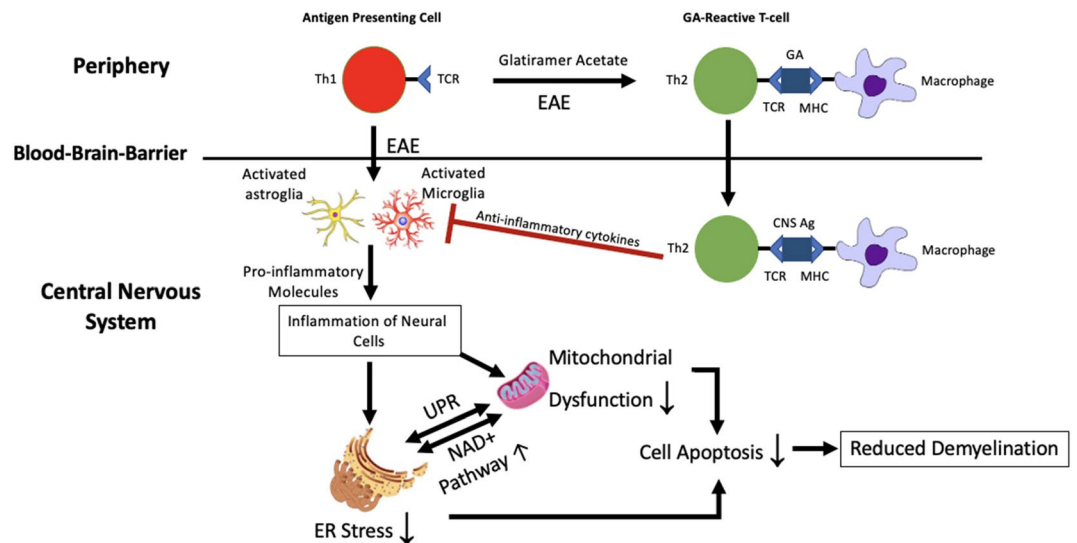 Antigen Presenting Cell
GA-Reactive T-cell
Periphery
Th1
TCR
Glatiramer Acetate
EAE
Th2
GA
TCR
MHC
Macrophage
Blood-Brain-Barrier
EAE
Activated
astroglia
Activated
Microglia
Anti-inflammatory cytokines
Th2
CNS Ag
TCR
MHC
Macrophage
Central Nervous
System
Pro-inflammatory
Molecules
Inflammation of Neural
Cells
Mitochondrial
Dysfunction ↓
UPR
NAD+
Pathway ↑
ER Stress ↓
Cell Apoptosis ↓
Reduced Demyelination